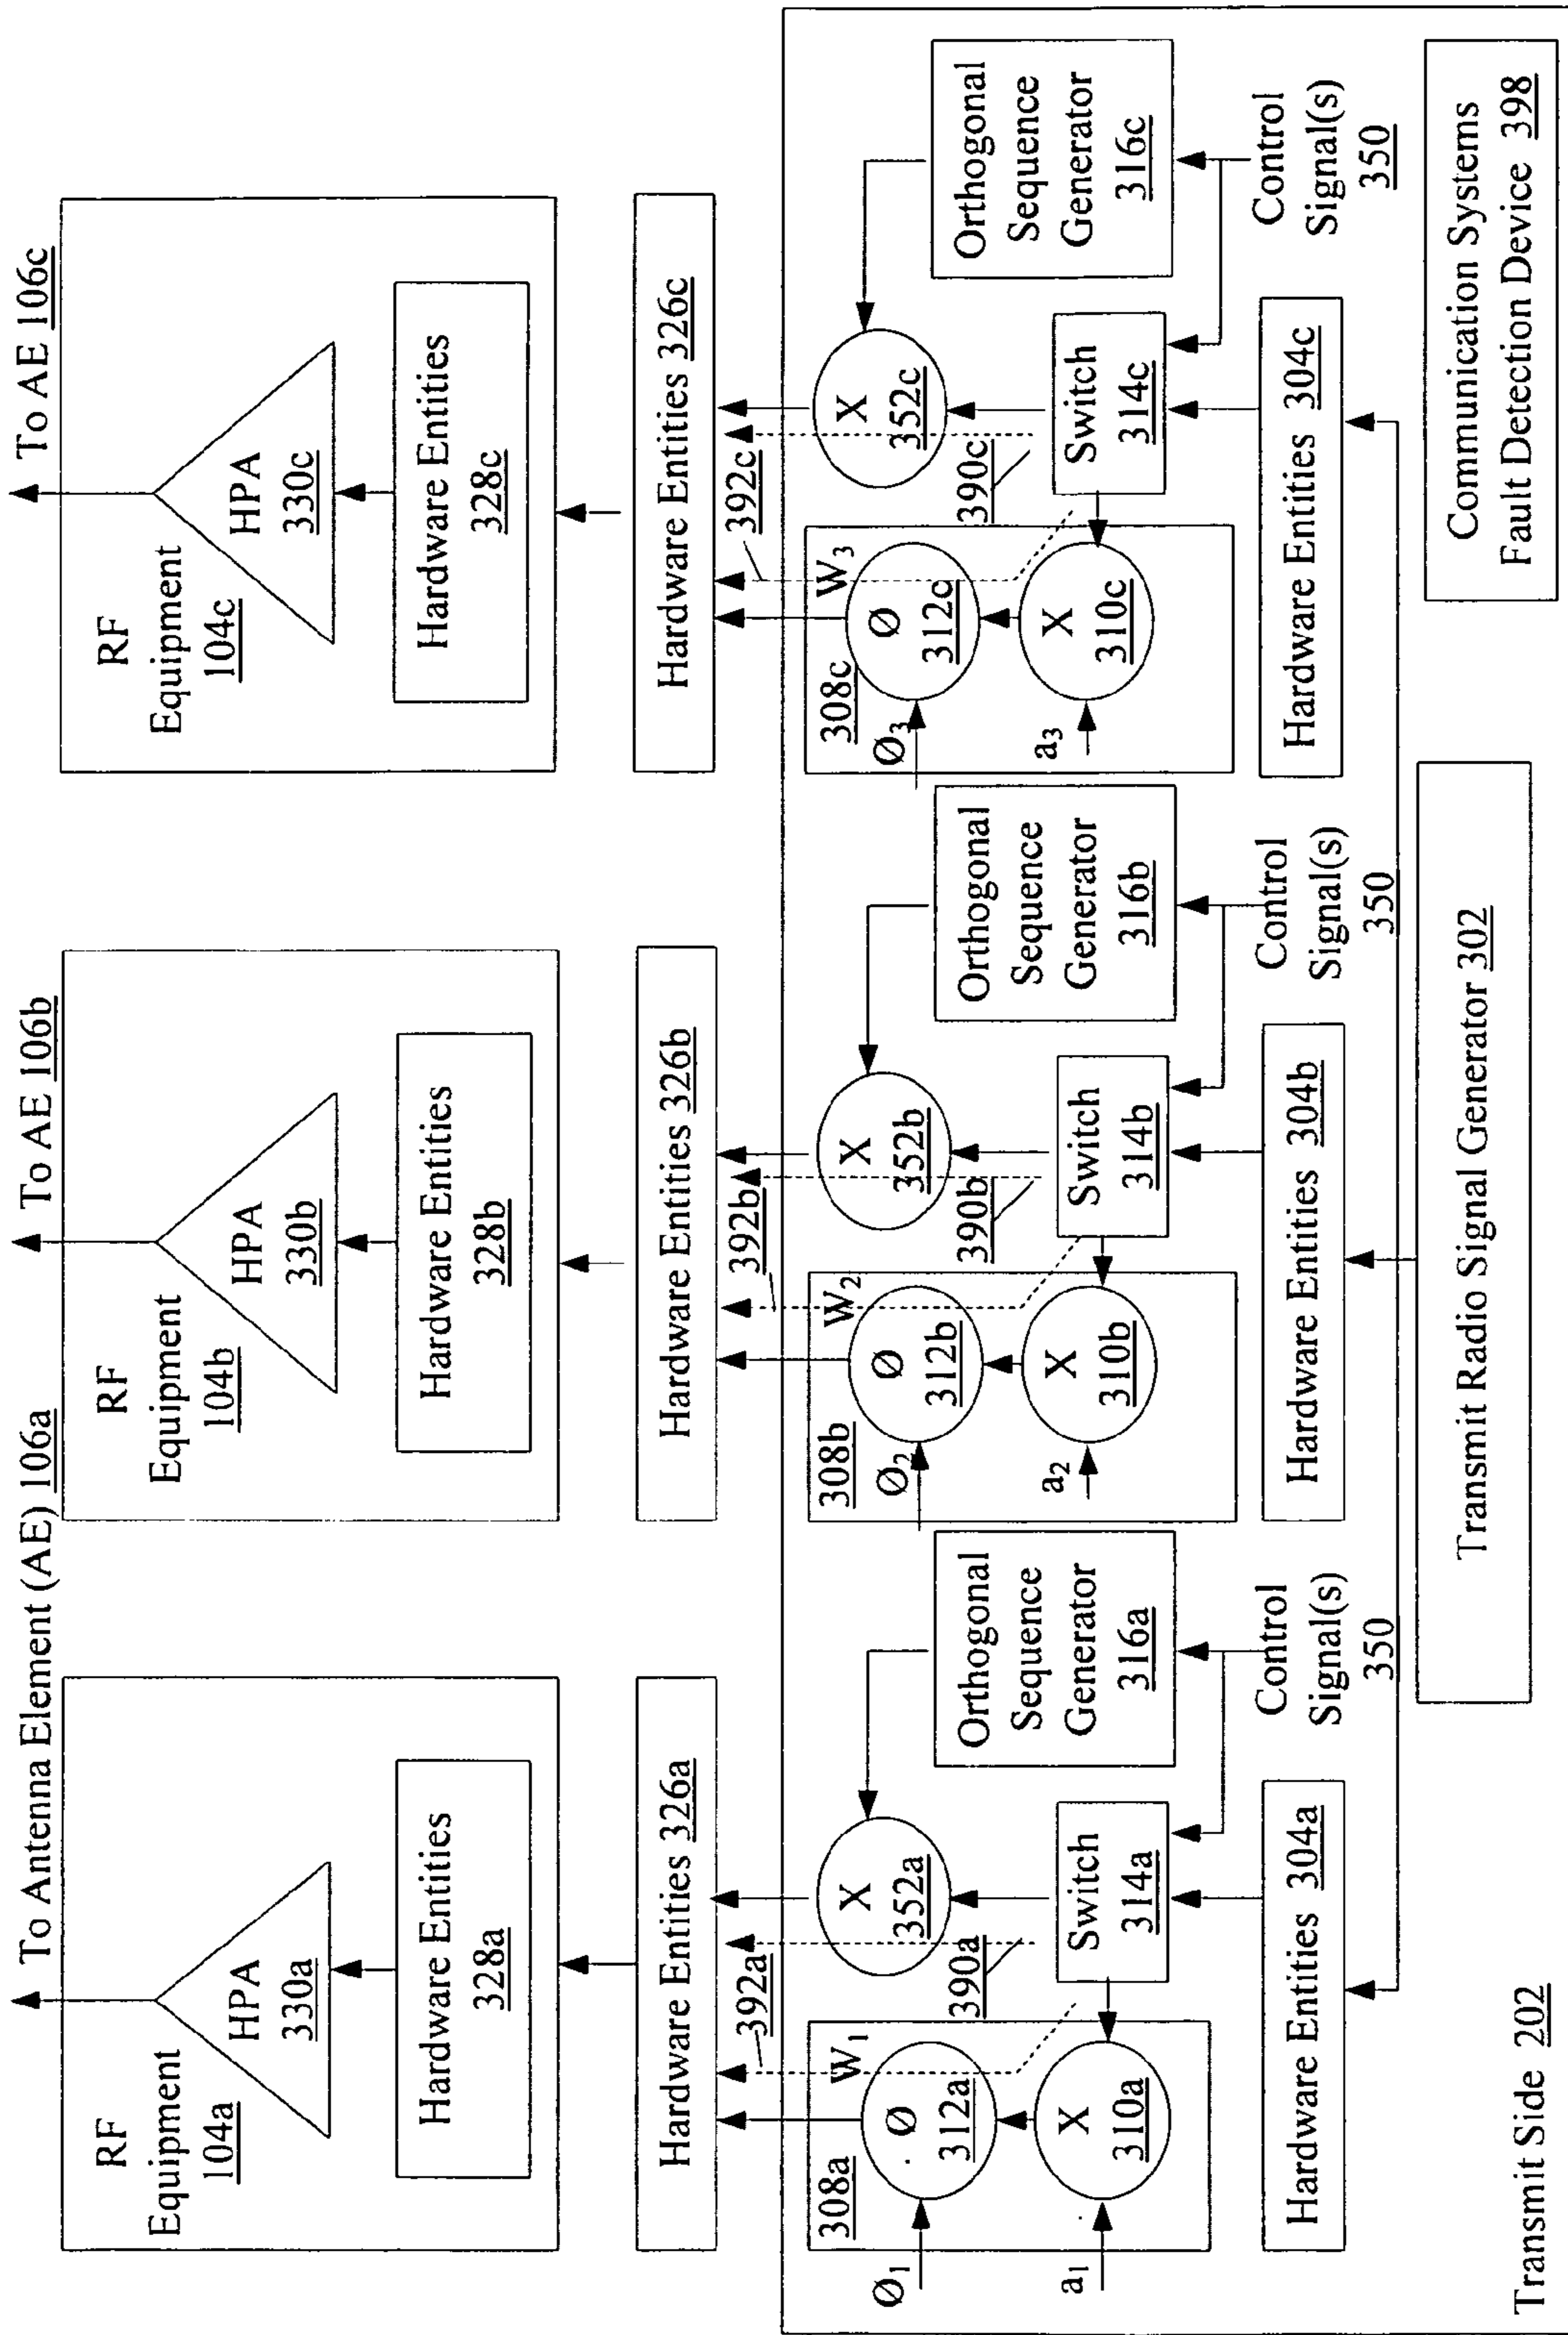 To Antenna Element (AE) 106a
To AE 106b
To AE 106c
RF
Equipment
104a
HPA
330a
Hardware Entities
328a
RF
Equipment
104b
HPA
330b
Hardware Entities
328b
RF
Equipment
104c
HPA
330c
Hardware Entities
328c
Hardware Entities 326a
Hardware Entities 326b
Hardware Entities 326c
392a
W1
308a
Ø
312a
Ø1
X
310a
a1
390a
X
352a
Switch
314a
Orthogonal
Sequence
Generator
316a
Control
Signal(s)
350
Hardware Entities 304a
392b
W2
308b
Ø
312b
Ø2
X
310b
a2
390b
X
352b
Switch
314b
Orthogonal
Sequence
Generator
316b
Control
Signal(s)
350
Hardware Entities 304b
392c
W3
308c
Ø
312c
Ø3
X
310c
a3
390c
X
352c
Switch
314c
Orthogonal
Sequence
Generator
316c
Control
Signal(s)
350
Hardware Entities 304c
Transmit Side 202
Transmit Radio Signal Generator 302
Communication Systems
Fault Detection Device 398